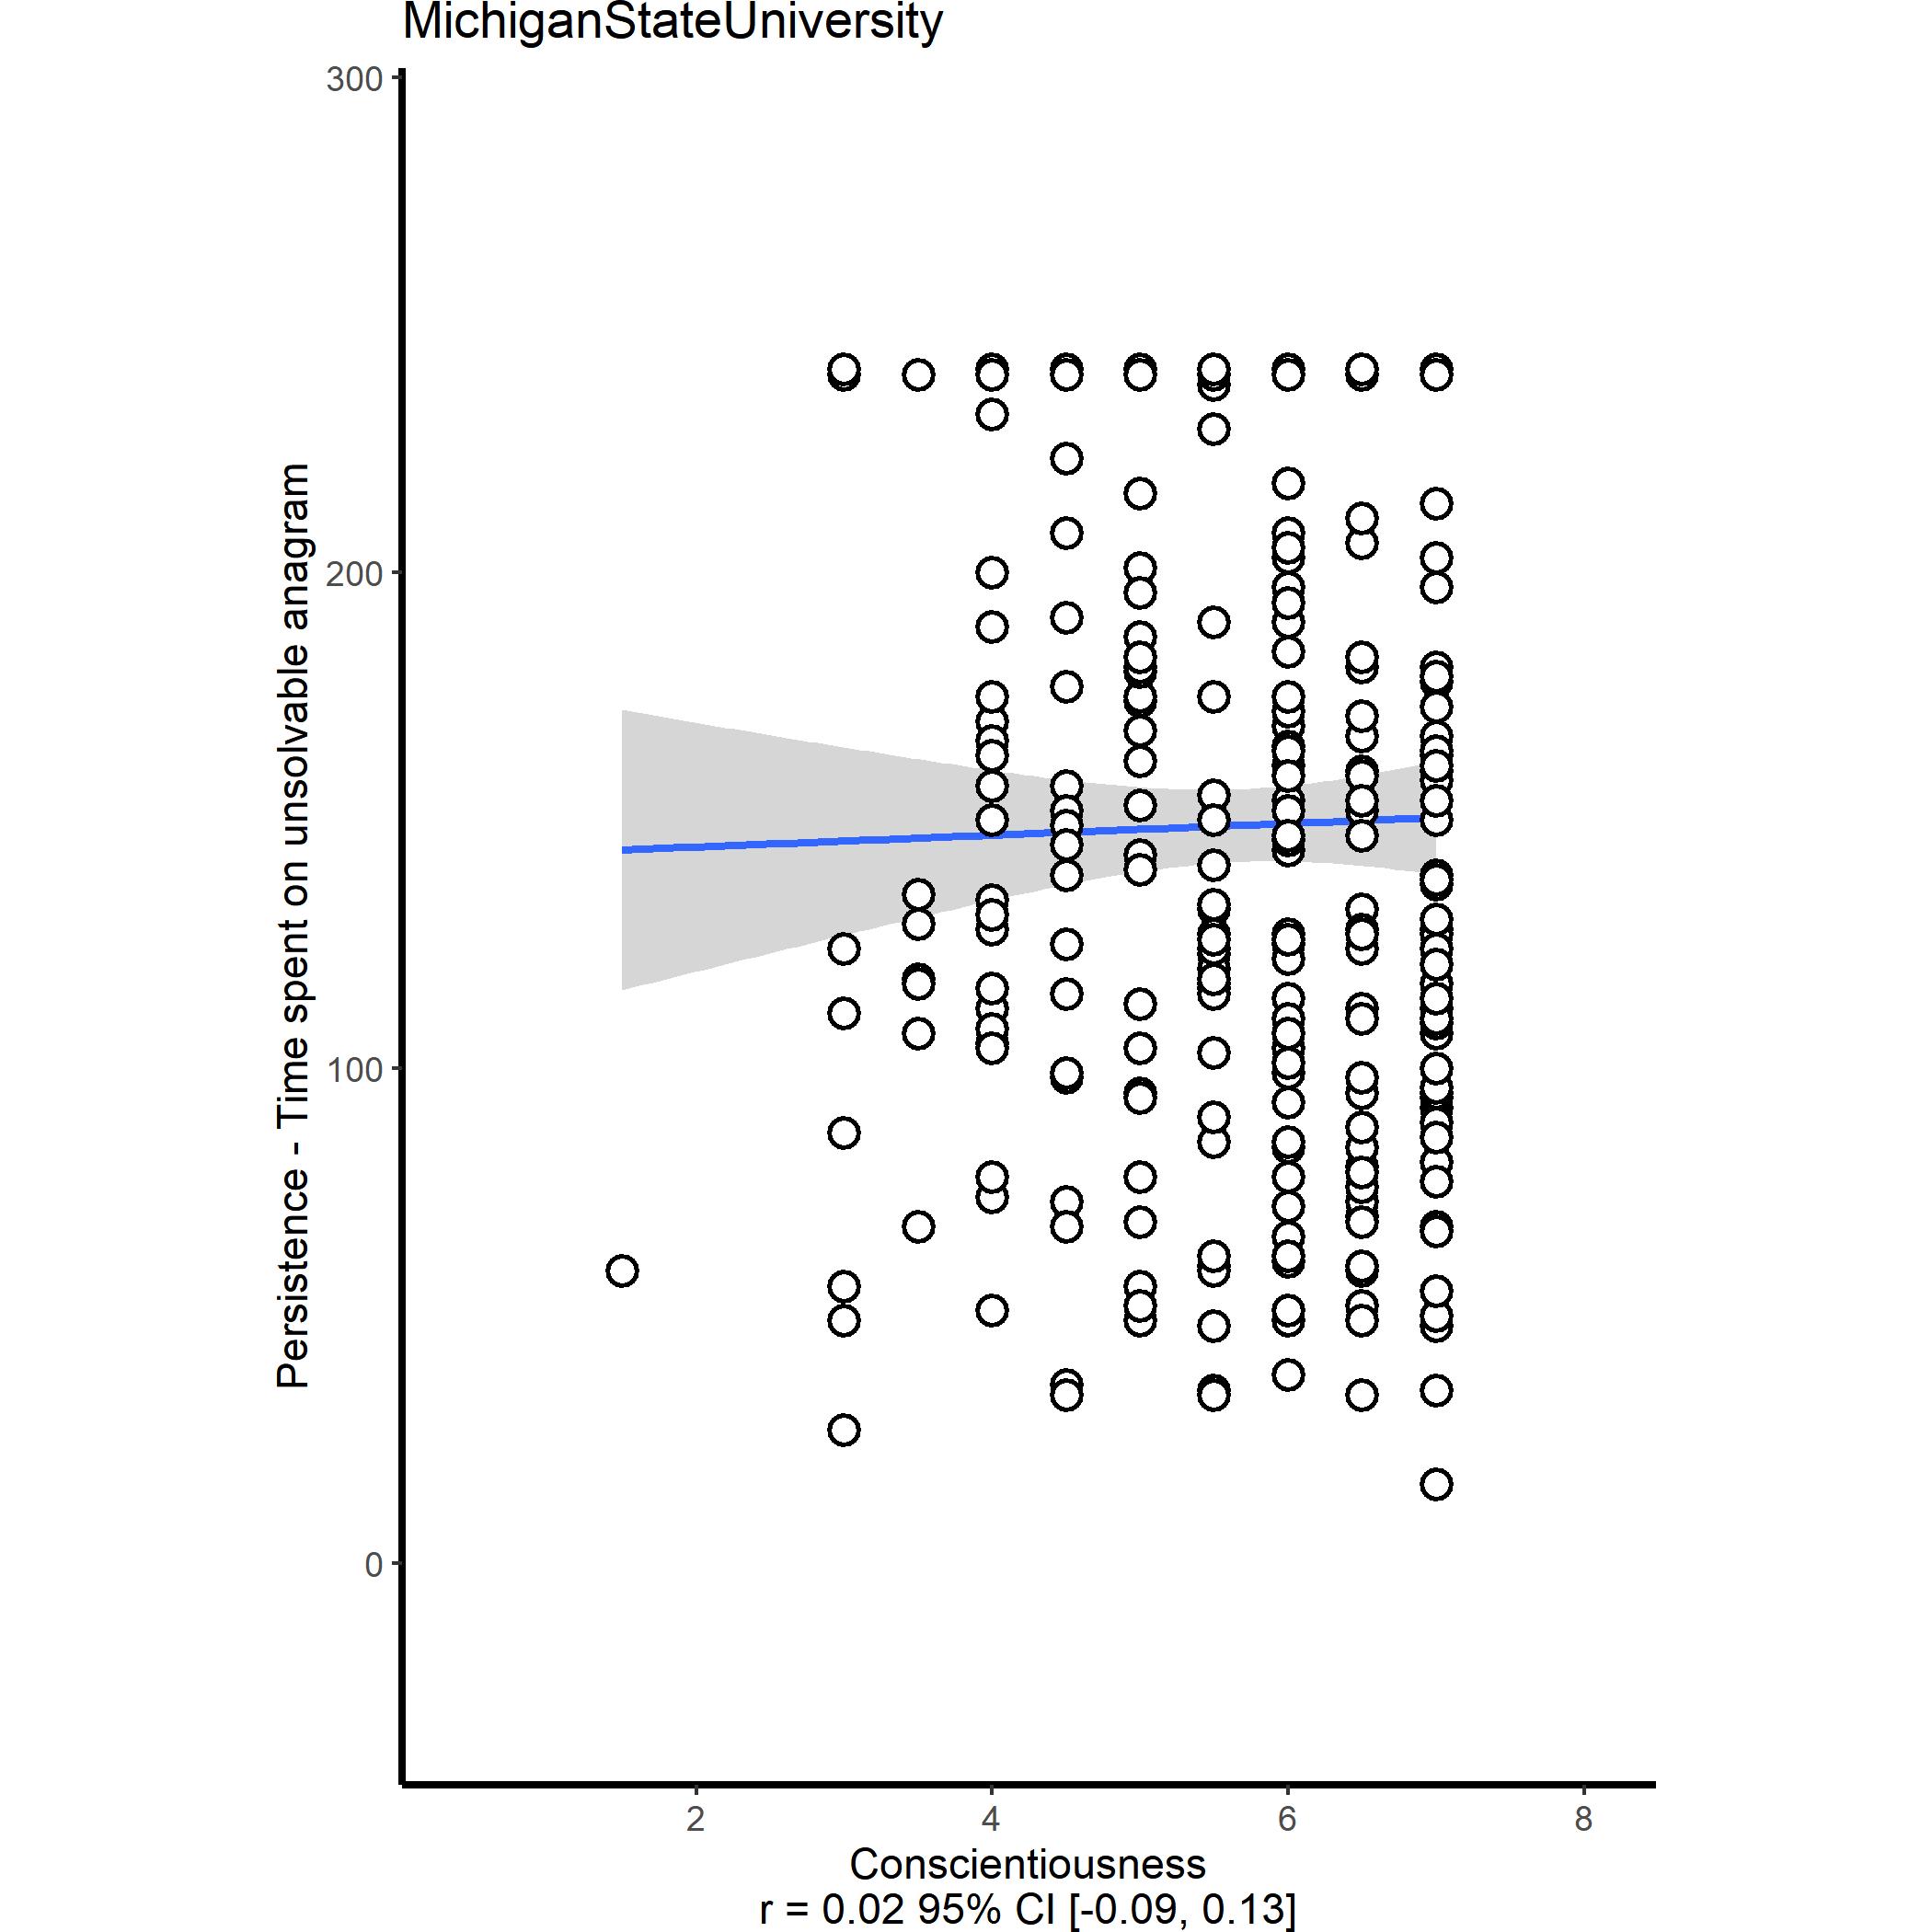 MichiganStateUniversity
300
200
100
0
Persistence - Time spent on unsolvable anagram
2 4 6 8
Conscientiousness
r = 0.02 95% CI [-0.09, 0.13]